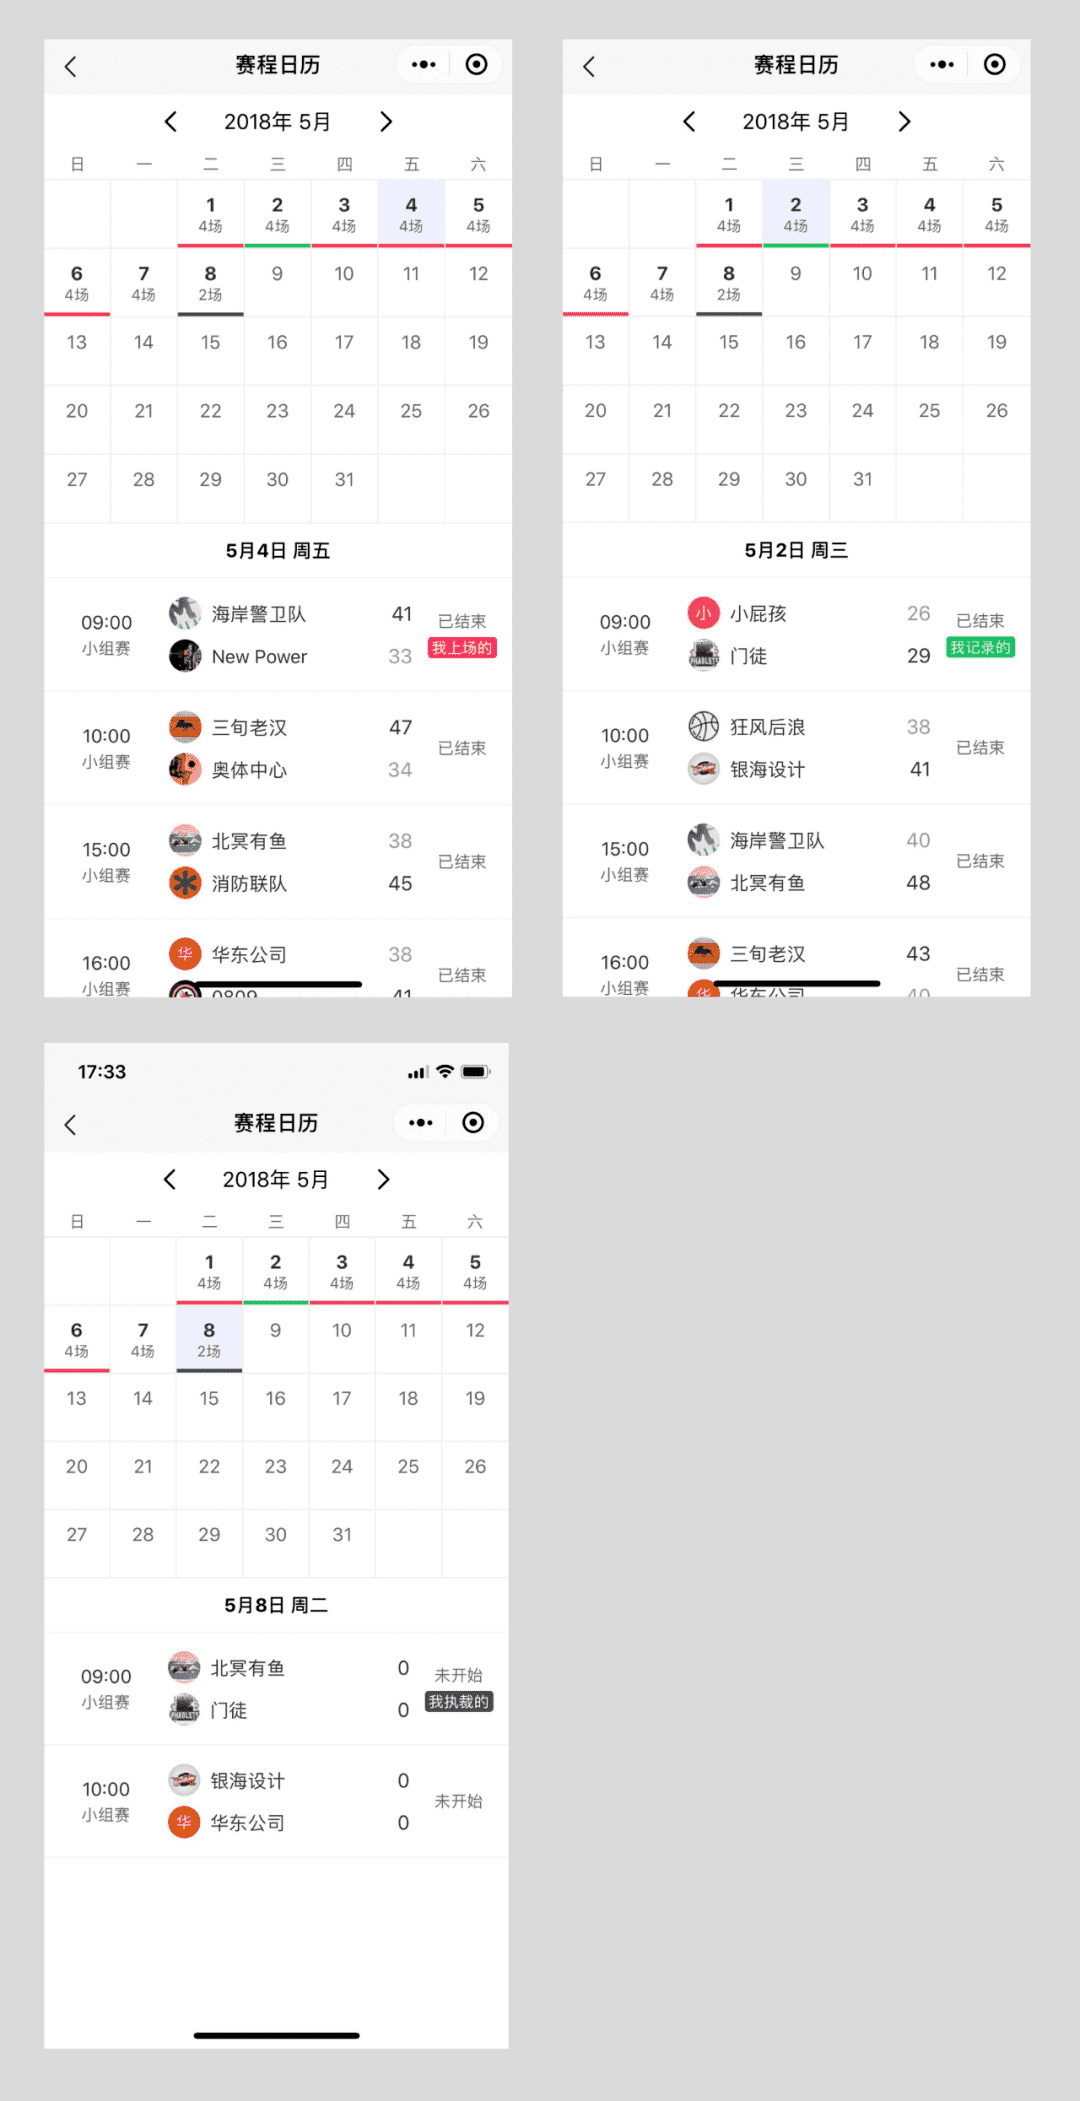 赛程日历
2018年 5月
日 一 二 三 四 五 六
1 2 3 4 5
4场 4场 4场 4场 4场
6 7 8 9 10 11 12
4场 4场 2场
13 14 15 16 17 18 19
20 21 22 23 24 25 26
27 28 29 30 31
5月4日 周五
海岸警卫队 41
09:00 已结束
小组赛 我上场的
New Power 33
三旬老汉 47
10:00 已结束
小组赛
奥体中心 34
北冥有鱼 38
15:00 已结束
小组赛
消防联队 45
华 华东公司 38
16:00 已结束
小组赛
0809 41
赛程日历
2018年 5月
日 一 二 三 四 五 六
1 2 3 4 5
4场 4场 4场 4场 4场
6 7 8 9 10 11 12
4场 4场 2场
13 14 15 16 17 18 19
20 21 22 23 24 25 26
27 28 29 30 31
5月2日 周三
小 小屁孩 26
09:00 已结束
小组赛 我记录的
门徒 29
狂风后浪 38
10:00 已结束
小组赛
银海设计 41
海岸警卫队 40
15:00 已结束
小组赛
北冥有鱼 48
三旬老汉 43
16:00 已结束
小组赛
华 华东公司 40
17:33
赛程日历
2018年 5月
日 一 二 三 四 五 六
1 2 3 4 5
4场 4场 4场 4场 4场
6 7 8 9 10 11 12
4场 4场 2场
13 14 15 16 17 18 19
20 21 22 23 24 25 26
27 28 29 30 31
5月8日 周二
北冥有鱼 0
09:00 未开始
小组赛 我执裁的
门徒 0
银海设计 0
10:00 未开始
小组赛
华 华东公司 0